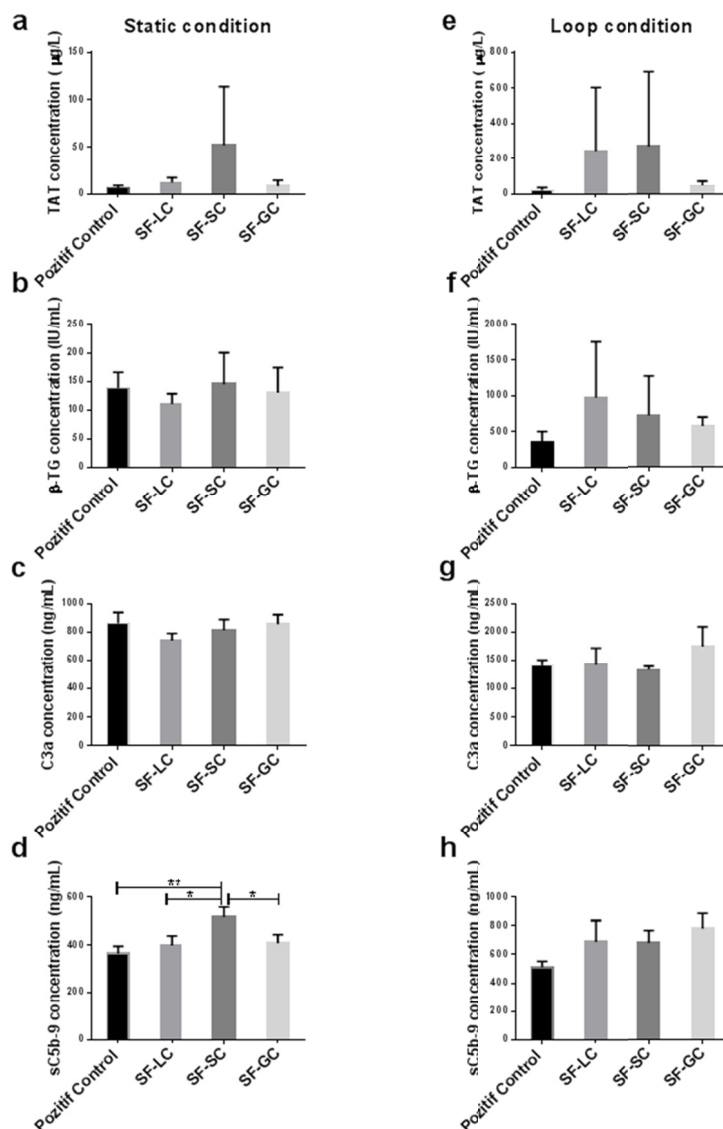 a
Static condition
TAT concentration ( µg/L)
150
100
50
0
Pozitif Control
SF-LC
SF-SC
SF-GC
b
β-TG concentration (IU/mL)
250
200
150
100
50
0
Pozitif Control
SF-LC
SF-SC
SF-GC
c
C3a concentration (ng/mL)
1000
800
600
400
200
0
Pozitif Control
SF-LC
SF-SC
SF-GC
d
sC5b-9 concentration (ng/mL)
600
400
200
0
**
*
*
Pozitif Control
SF-LC
SF-SC
SF-GC
e
Loop condition
TAT concentration ( µg/L)
800
600
400
200
0
Pozitif Control
SF-LC
SF-SC
SF-GC
f
β-TG concentration (IU/mL)
2000
1500
1000
500
0
Pozitif Control
SF-LC
SF-SC
SF-GC
g
C3a concentration (ng/mL)
2500
2000
1500
1000
500
0
Pozitif Control
SF-LC
SF-SC
SF-GC
h
sC5b-9 concentration (ng/mL)
1000
800
600
400
200
0
Pozitif Control
SF-LC
SF-SC
SF-GC